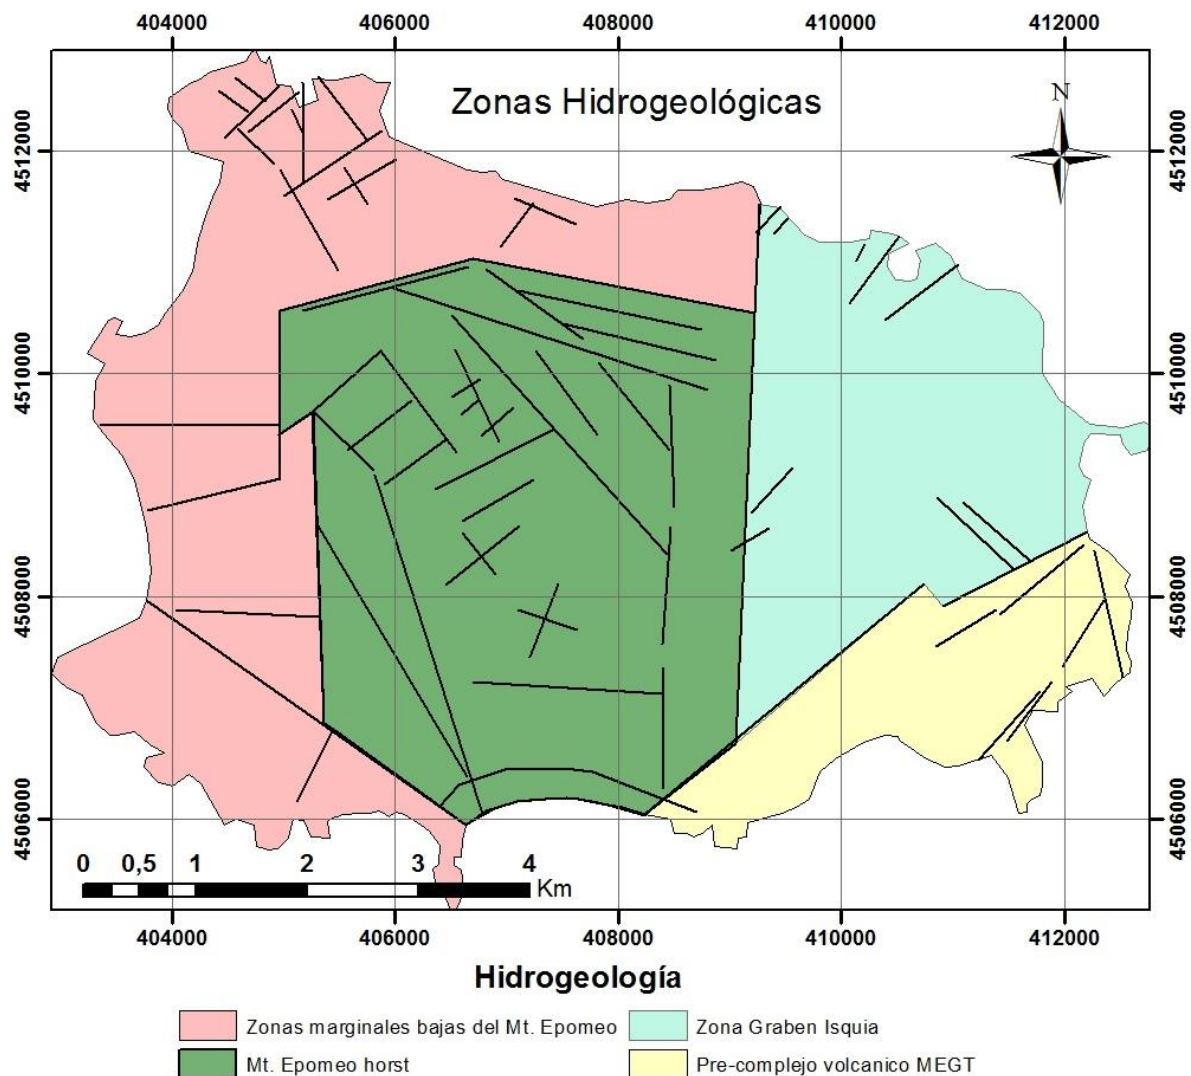 404000 406000 408000 410000 412000
Zonas Hidrogeológicas
N
4512000 4512000
4510000 4510000
4508000 4508000
4506000 4506000
0 0,5 1 2 3 4
Km
404000 406000 408000 410000 412000
Hidrogeología
Zonas marginales bajas del Mt. Epomeo Zona Graben Isquia
Mt. Epomeo horst Pre-complejo volcanico MEGT